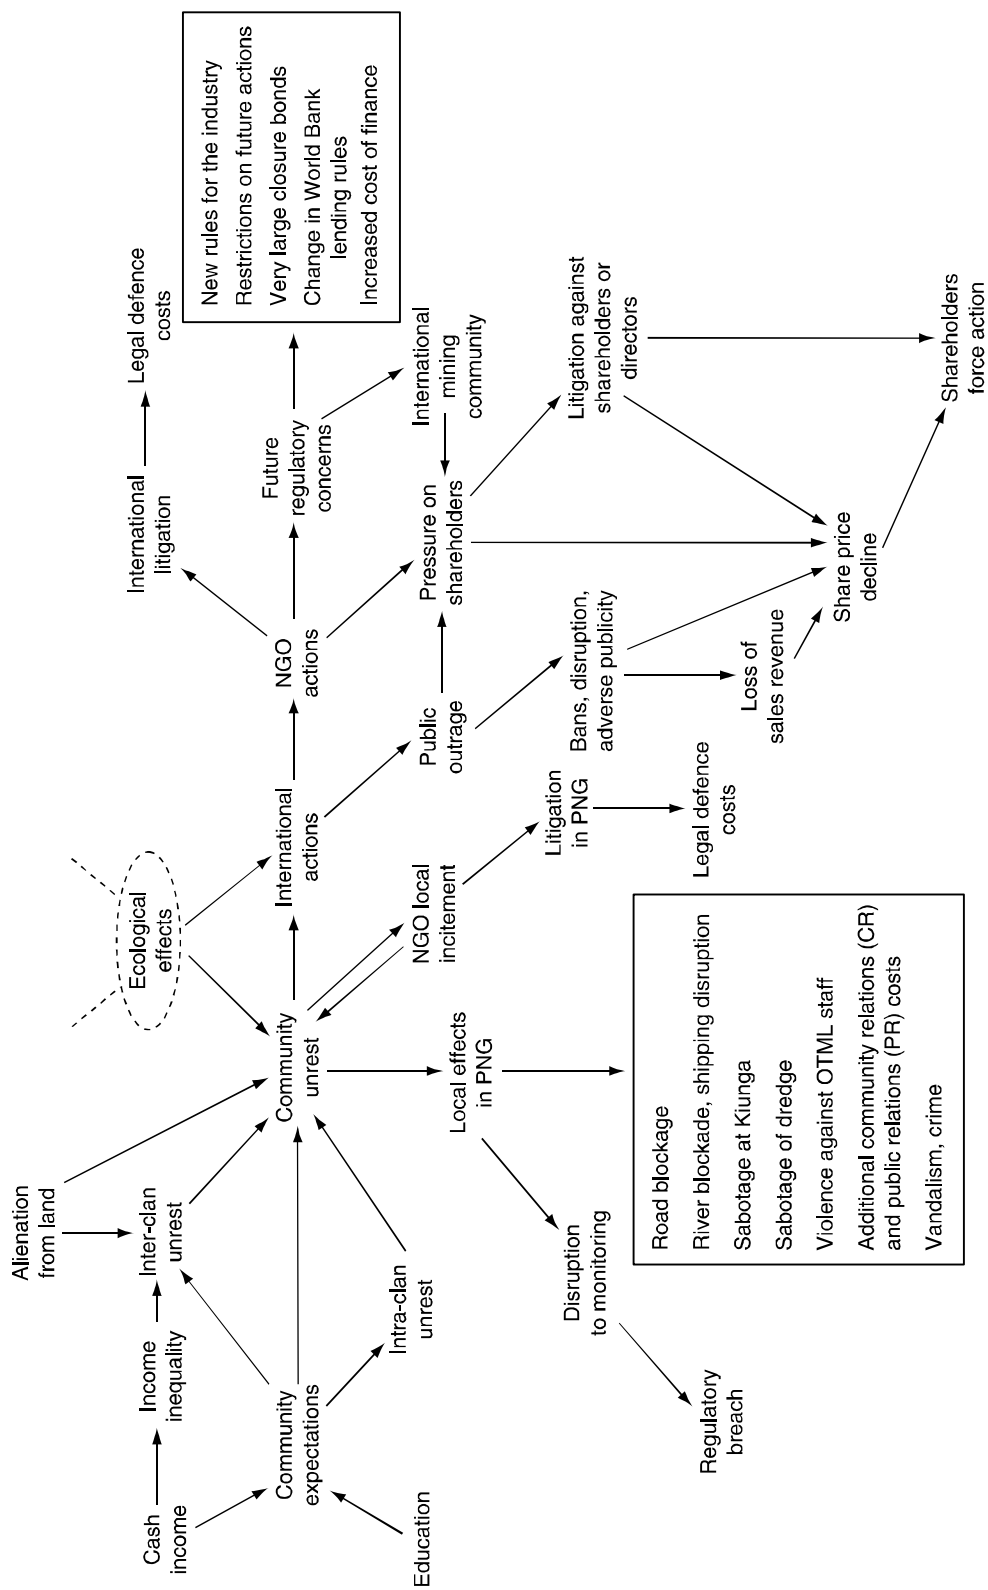 Alienation
from land
Cash
income
Income
inequality
Inter-clan
unrest
Ecological
effects
International
litigation
Legal defence
costs
Education
Community
expectations
Intra-clan
unrest
Community
unrest
International
actions
NGO
actions
Future
regulatory
concerns
New rules for the industry
Restrictions on future actions
Very large closure bonds
Change in World Bank
lending rules
Increased cost of finance
Local effects
in PNG
NGO local
incitement
Public
outrage
Pressure on
shareholders
International
mining
community
Disruption
to monitoring
Litigation
in PNG
Bans, disruption,
adverse publicity
Litigation against
shareholders or
directors
Regulatory
breach
Road blockage
River blockade, shipping disruption
Sabotage at Kiunga
Sabotage of dredge
Violence against OTML staff
Additional community relations (CR)
and public relations (PR) costs
Vandalism, crime
Legal defence
costs
Loss of
sales revenue
Share price
decline
Shareholders
force action